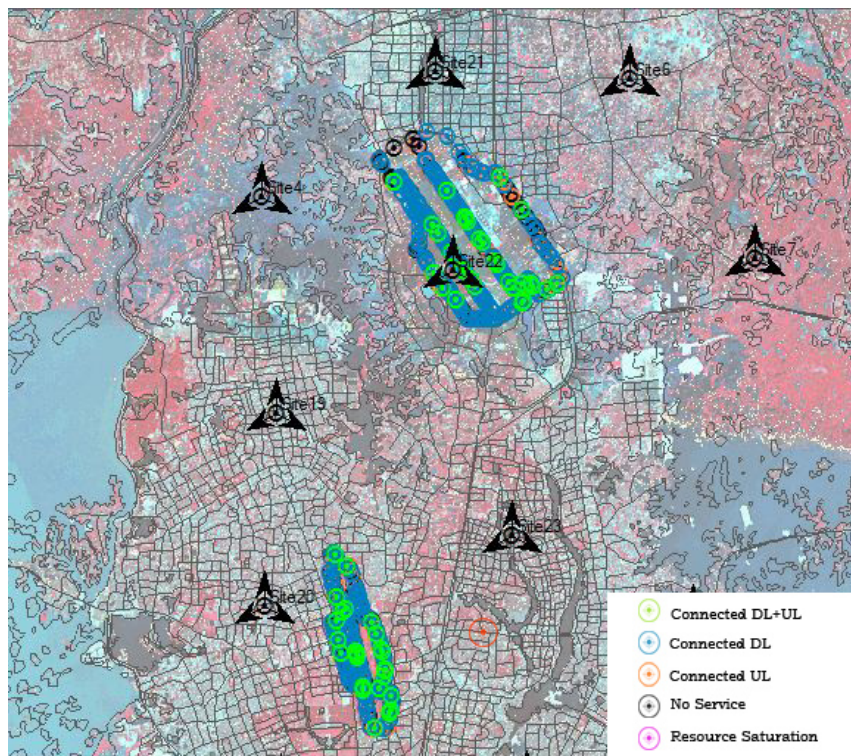 Site21
Site6
Site4
Site22
Site7
Site19
Site23
Site20
Connected DL+UL
Connected DL
Connected UL
No Service
Resource Saturation